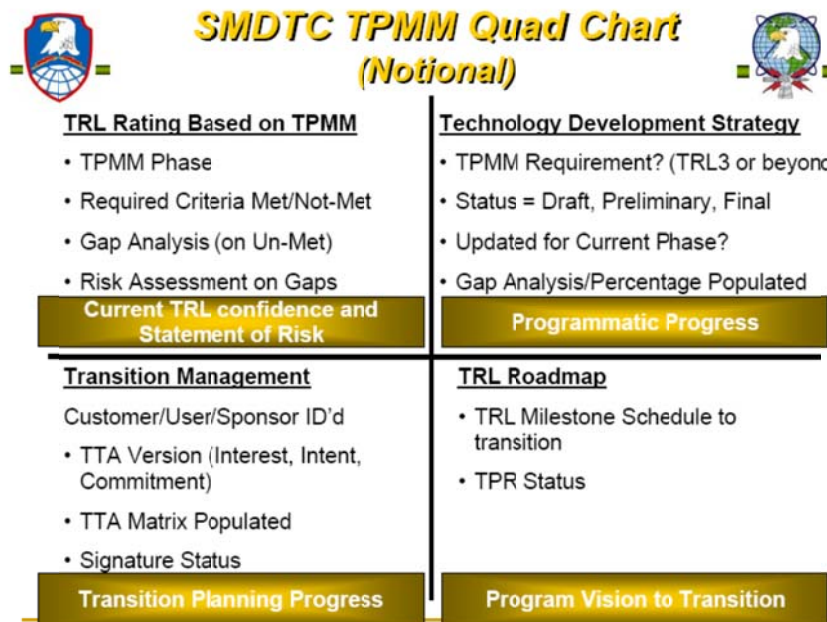 SMDTC TPMM Quad Chart
(Notional)
TRL Rating Based on TPMM
• TPMM Phase
• Required Criteria Met/Not-Met
• Gap Analysis (on Un-Met)
• Risk Assessment on Gaps
Current TRL confidence and
Statement of Risk
Technology Development Strategy
• TPMM Requirement? (TRL3 or beyond
• Status = Draft, Preliminary, Final
• Updated for Current Phase?
• Gap Analysis/Percentage Populated
Programmatic Progress
Transition Management
Customer/User/Sponsor ID'd
• TTA Version (Interest, Intent,
Commitment)
• TTA Matrix Populated
• Signature Status
Transition Planning Progress
TRL Roadmap
• TRL Milestone Schedule to
transition
• TPR Status
Program Vision to Transition